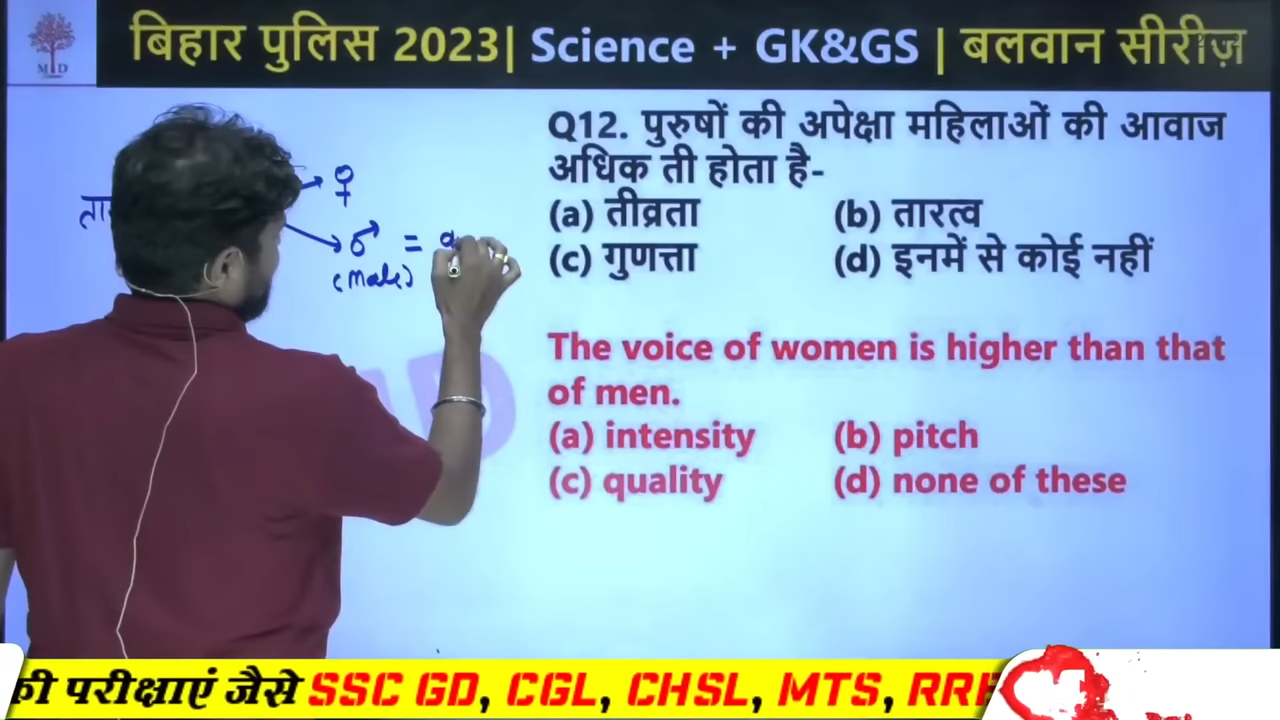 बिहार पुलिस 2023| Science + GK&GS | बलवान सीरीज़
M D
Q12. पुरुषों की अपेक्षा महिलाओं की आवाज
अधिक ती होता है-
(a) तीव्रता (b) तारत्व
(c) गुणत्ता (d) इनमें से कोई नहीं
♀
♂ =
(Male)
The voice of women is higher than that
of men.
(a) intensity (b) pitch
(c) quality (d) none of these
की परीक्षाएं जैसे SSC GD, CGL, CHSL, MTS,